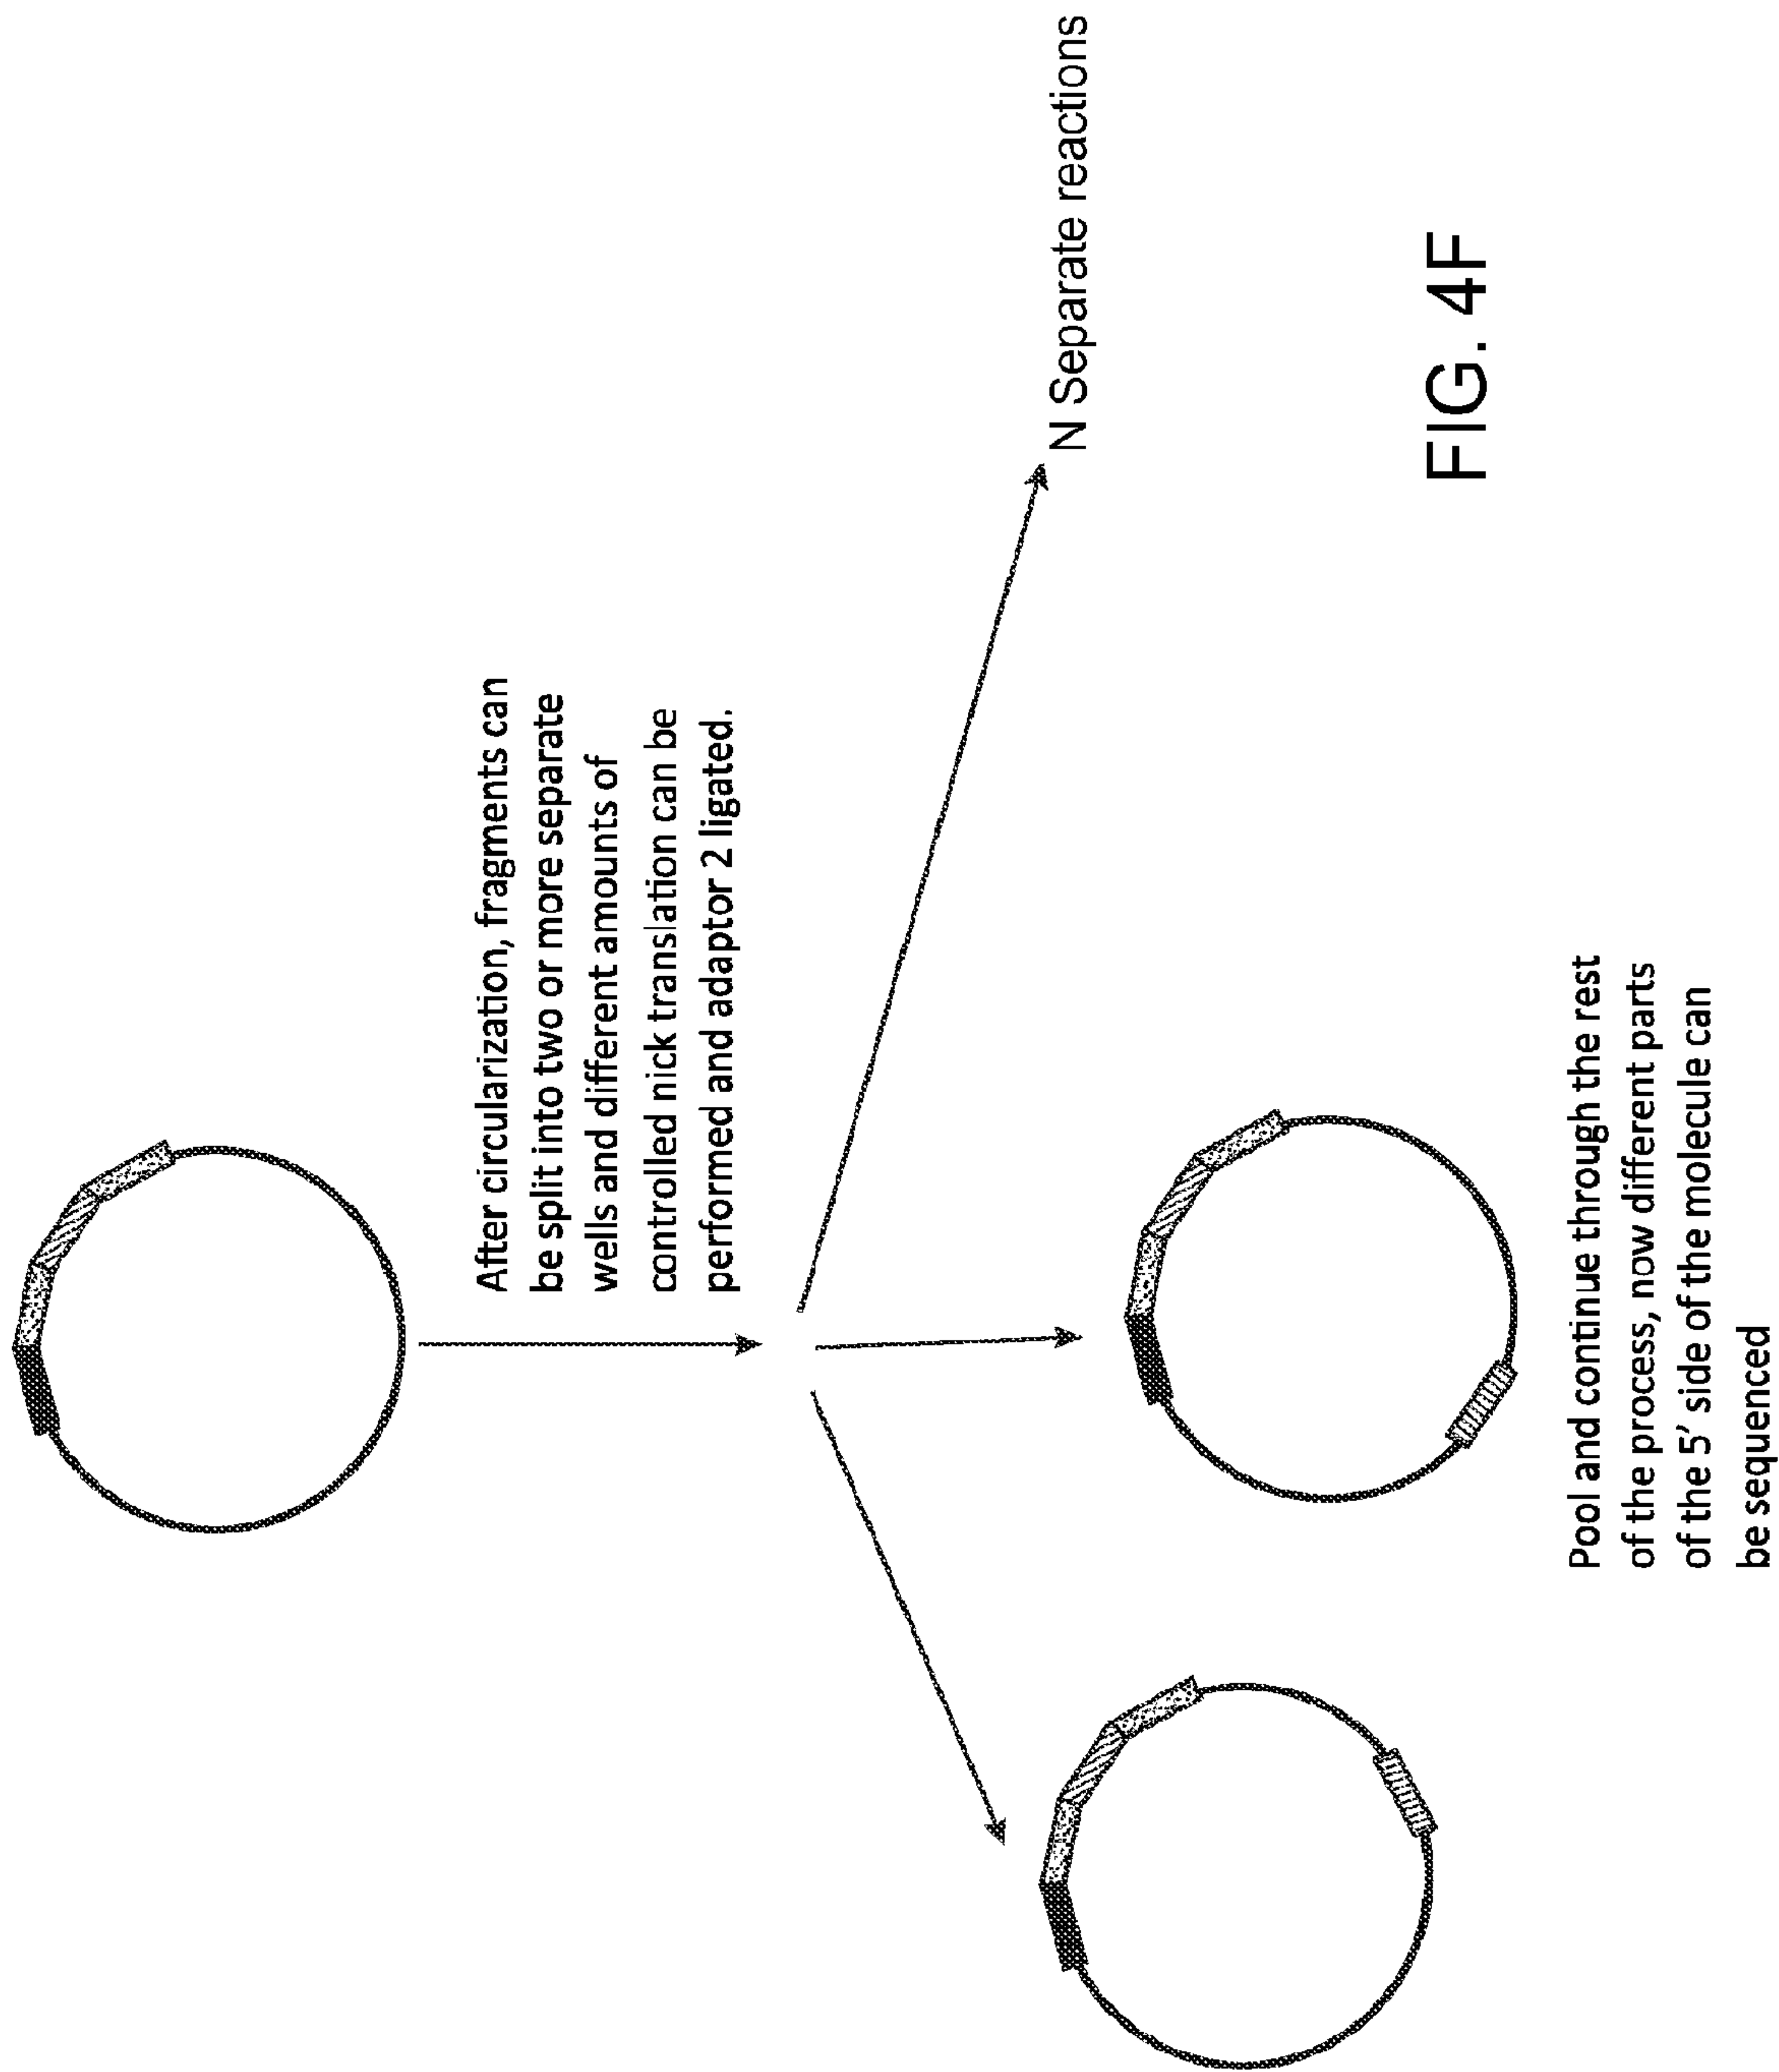 After circularization, fragments can
be split into two or more separate
wells and different amounts of
controlled nick translation can be
performed and adaptor 2 ligated.
N Separate reactions
Pool and continue through the rest
of the process, now different parts
of the 5' side of the molecule can
be sequenced
FIG. 4F